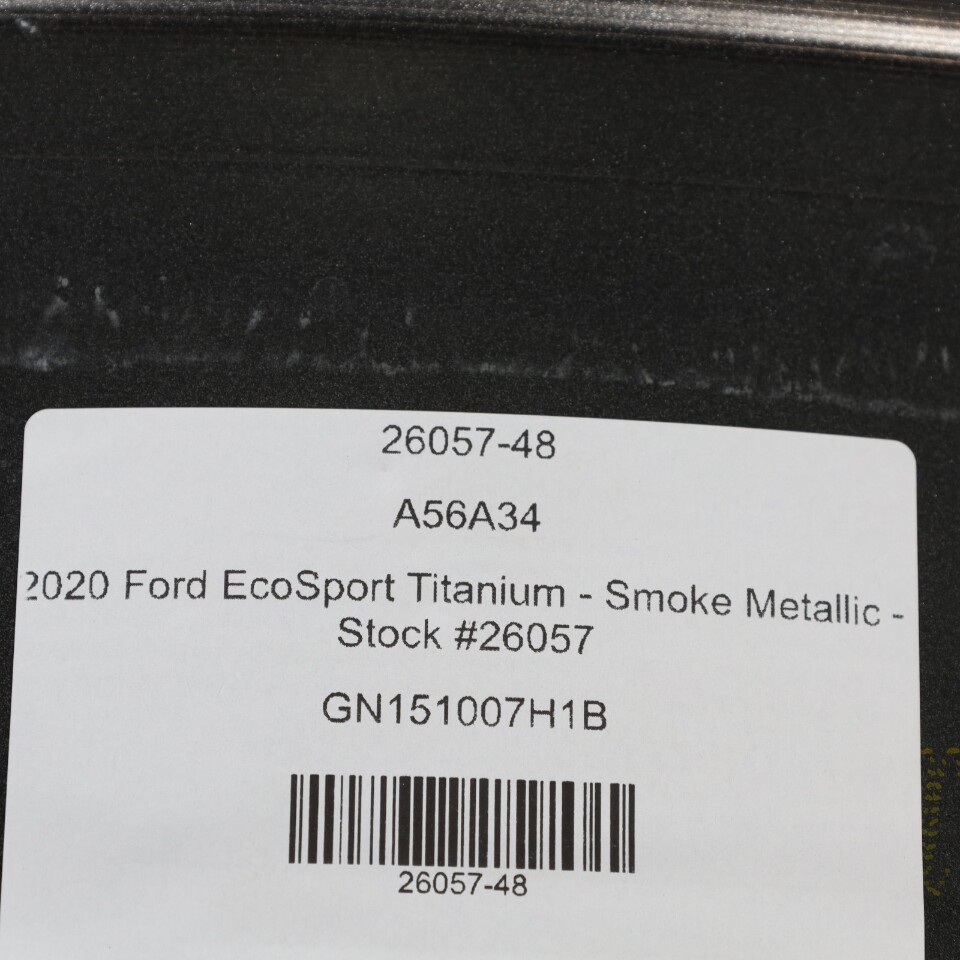 26057-48
A56A34
2020 Ford EcoSport Titanium - Smoke Metallic -
Stock #26057
GN151007H1B
26057-48